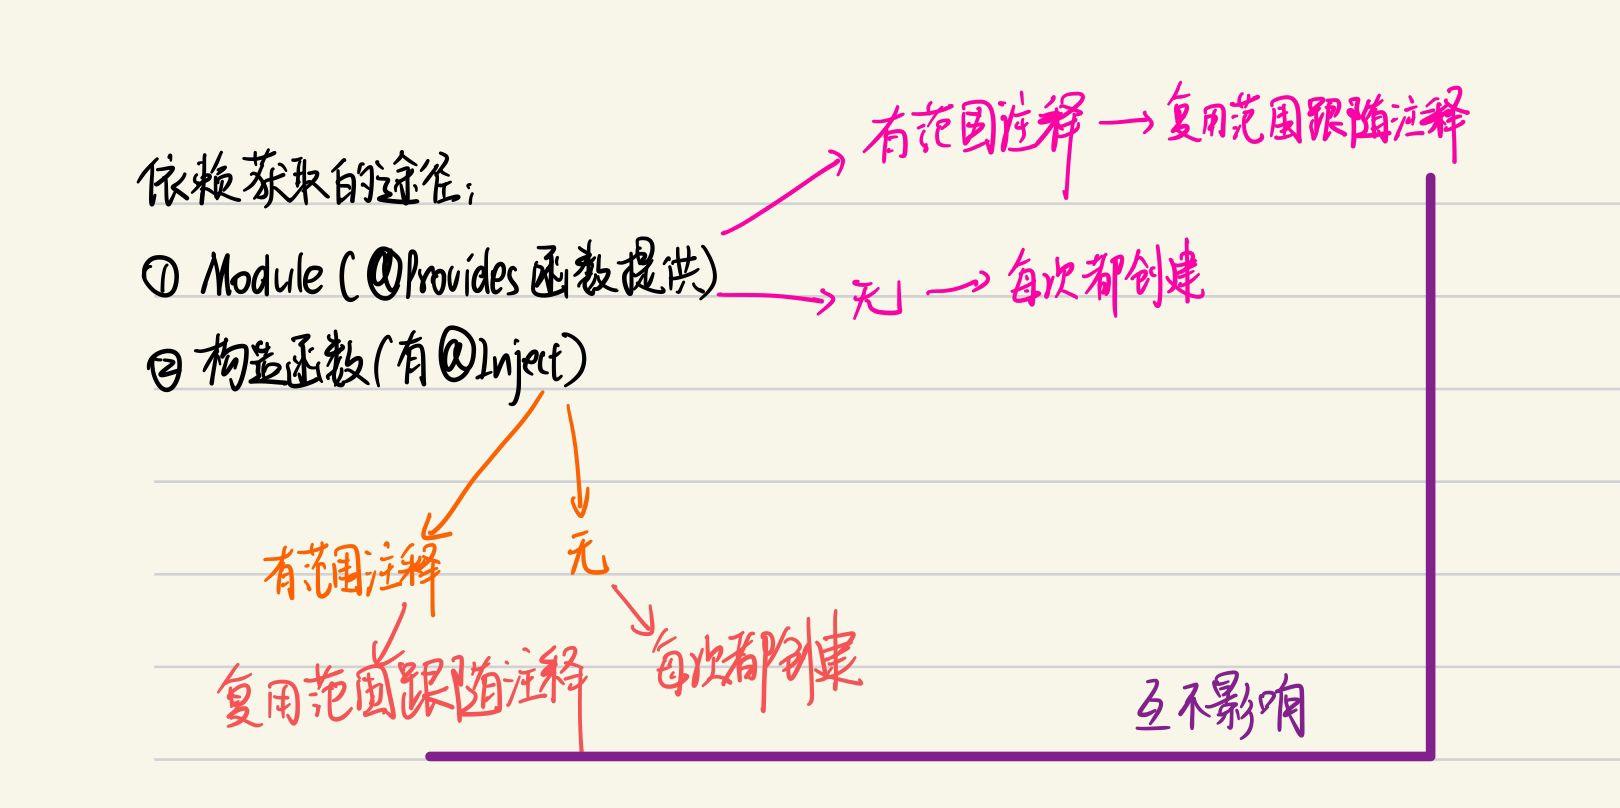 依赖获取的途径:
① Module (@Provides 函数提供)
② 构造函数(有@Inject)
有范围注释 → 复用范围跟随注释
无 → 每次都创建
有范围注释
无
复用范围跟随注释
每次都创建
互不影响